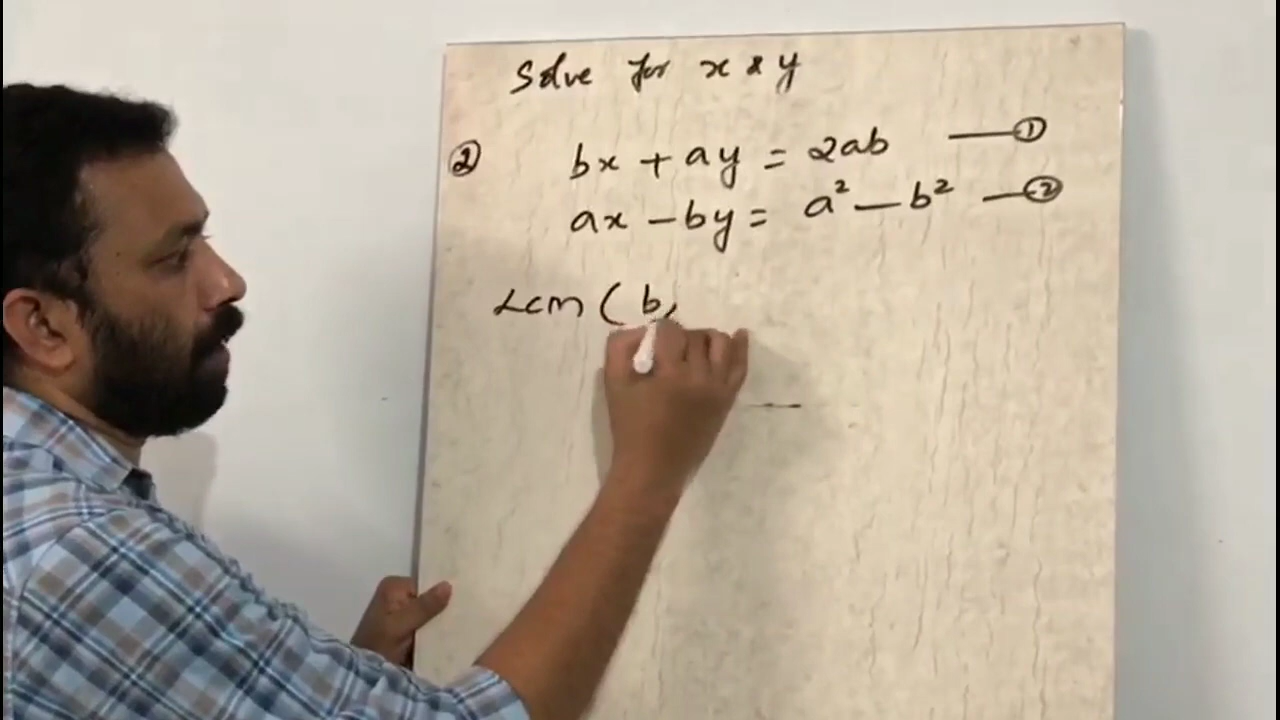 Solve for x & y
② bx + ay = 2ab —①
ax — by = a² — b² —②
Lcm ( b,